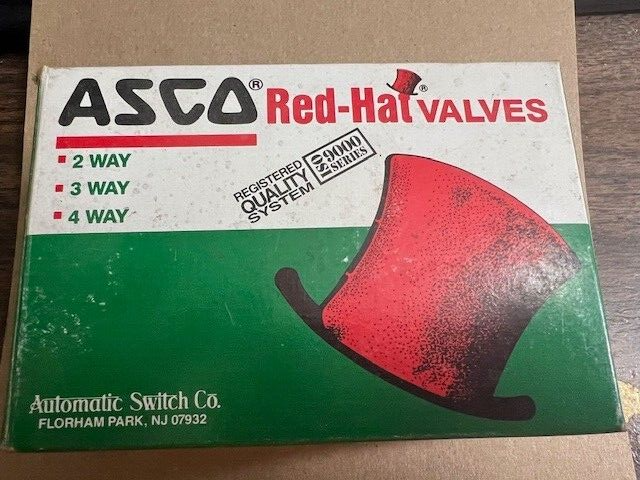 ASCO® Red-Hat® VALVES
2 WAY
3 WAY
4 WAY
REGISTERED
QUALITY
SYSTEM
ISO 9000
SERIES
Automatic Switch Co.
FLORHAM PARK, NJ 07932